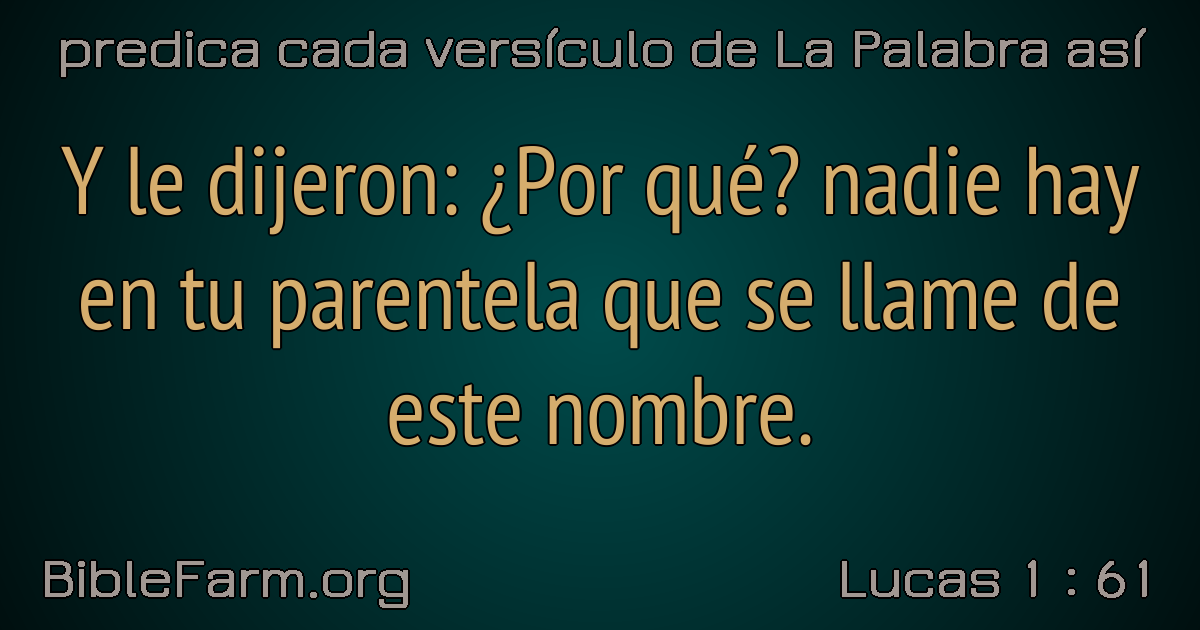 predica cada versículo de La Palabra así
Y le dijeron: ¿Por qué? nadie hay
en tu parentela que se llame de
este nombre.
BibleFarm.org
Lucas 1 : 61